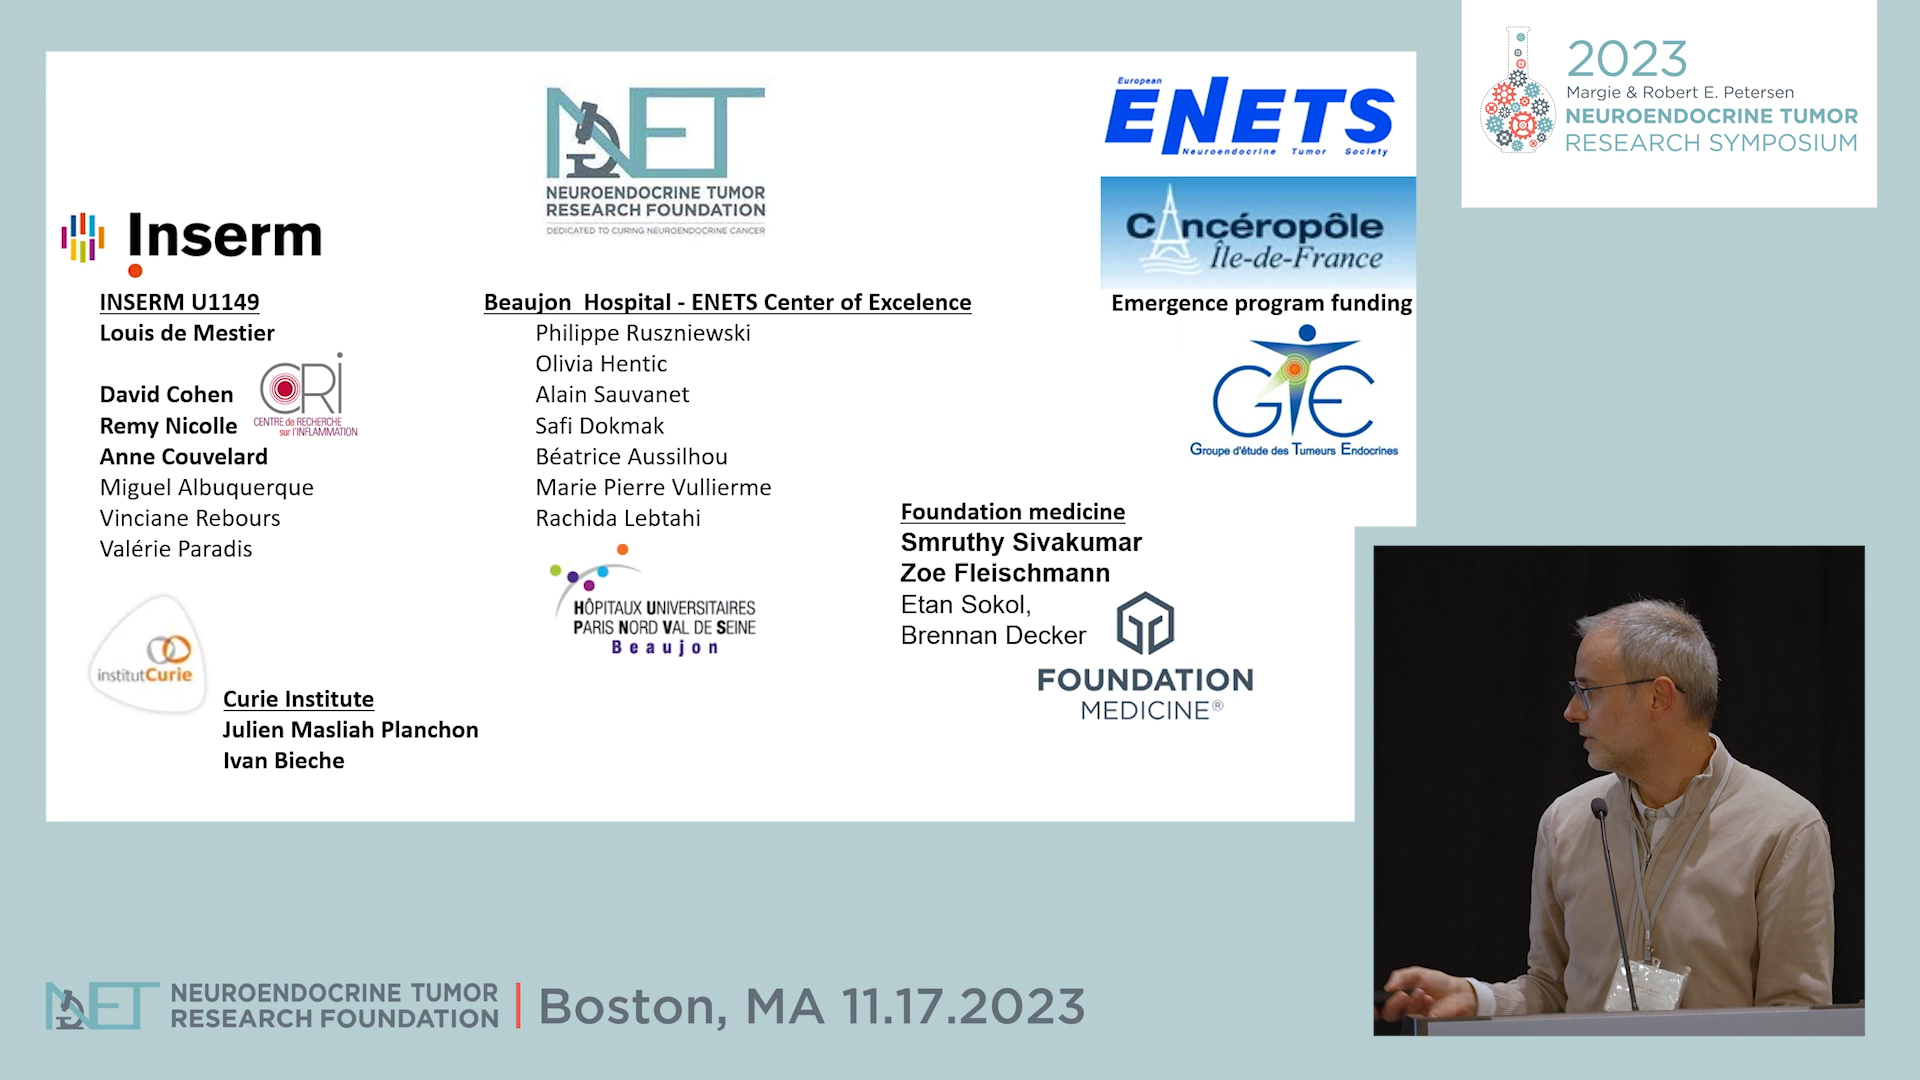 2023
Margie & Robert E. Petersen
NEUROENDOCRINE TUMOR
RESEARCH SYMPOSIUM
NET
NEUROENDOCRINE TUMOR
RESEARCH FOUNDATION
DEDICATED TO CURING NEUROENDOCRINE CANCER
European
ENETS
Neuroendocrine Tumor Society
Cancéropôle
Île-de-France
Emergence program funding
GTE
Groupe d'étude des Tumeurs Endocrines
Inserm
INSERM U1149
Louis de Mestier
David Cohen
Remy Nicolle
Anne Couvelard
Miguel Albuquerque
Vinciane Rebours
Valérie Paradis
CRI
CENTRE de RECHERCHE
sur l'INFLAMMATION
Beaujon Hospital - ENETS Center of Excelence
Philippe Ruszniewski
Olivia Hentic
Alain Sauvanet
Safi Dokmak
Béatrice Aussilhou
Marie Pierre Vullierme
Rachida Lebtahi
HÔPITAUX UNIVERSITAIRES
PARIS NORD VAL DE SEINE
Beaujon
Foundation medicine
Smruthy Sivakumar
Zoe Fleischmann
Etan Sokol,
Brennan Decker
FOUNDATION
MEDICINE®
institutCurie
Curie Institute
Julien Masliah Planchon
Ivan Bieche
NET
NEUROENDOCRINE TUMOR
RESEARCH FOUNDATION
Boston, MA 11.17.2023